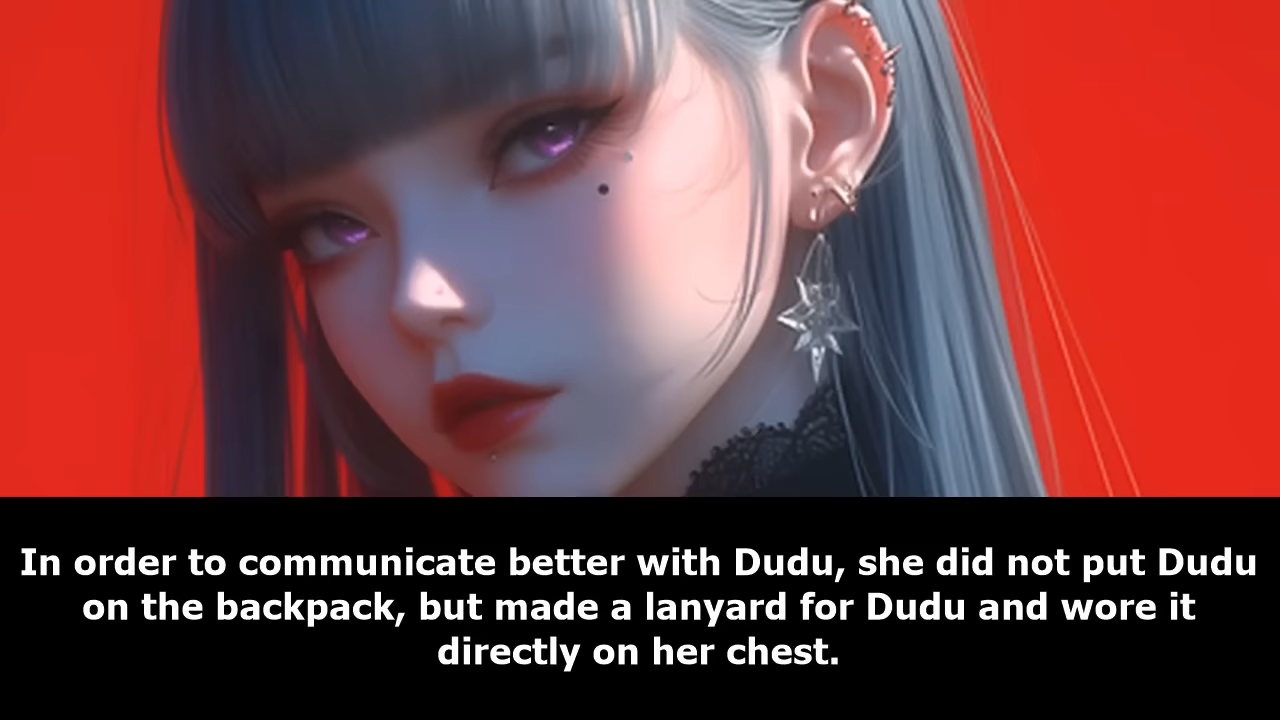 In order to communicate better with Dudu, she did not put Dudu
on the backpack, but made a lanyard for Dudu and wore it
directly on her chest.